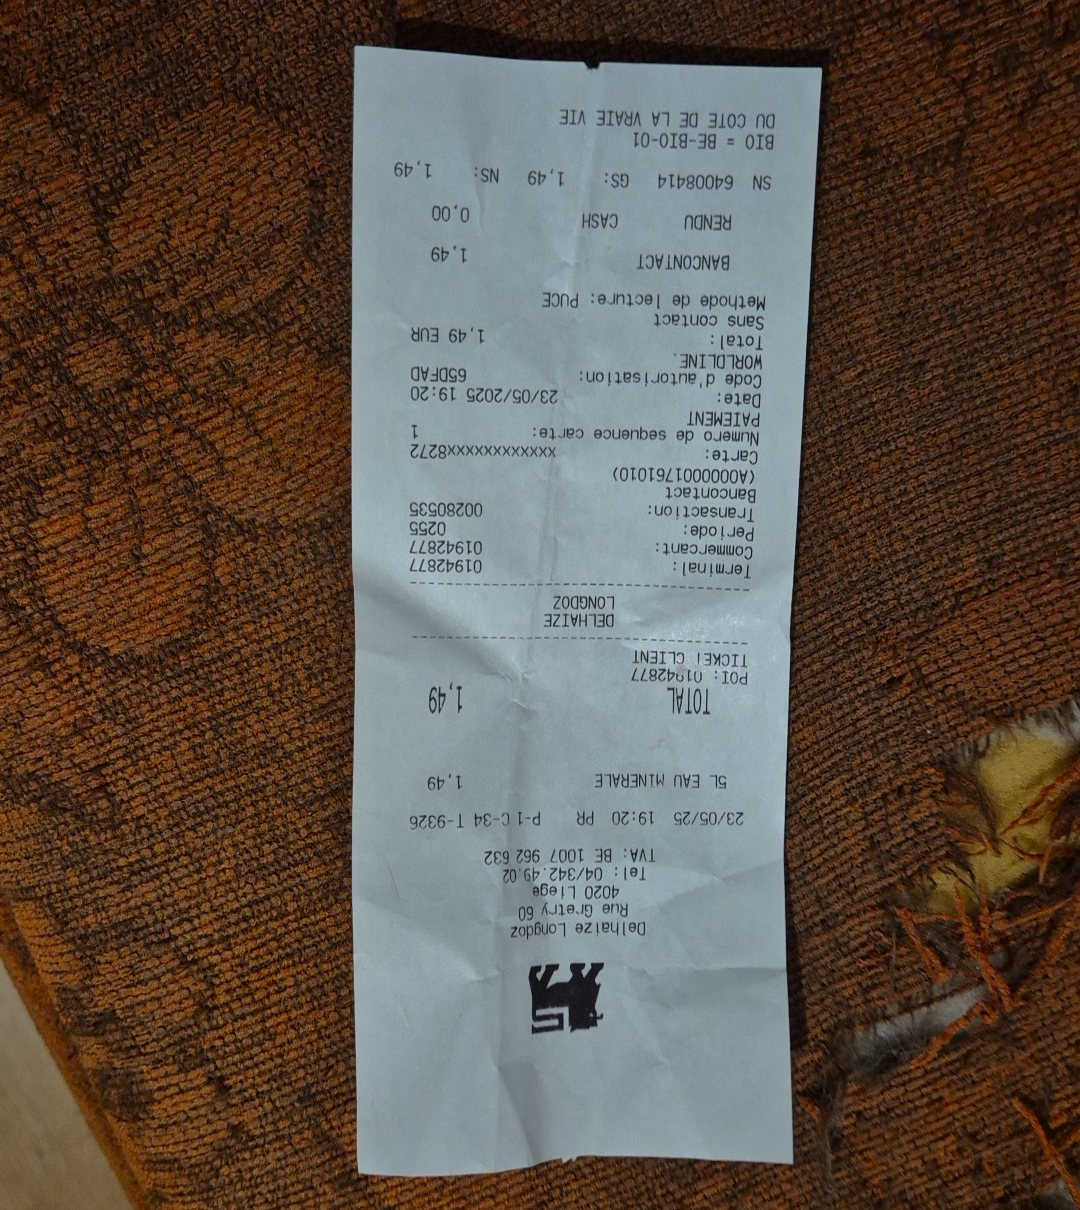 Delhaize Longdoz
Rue Gretry 60
4020 Liege
Tel: 04/342.49.02
TVA: BE 1007 962 632
23/05/25 19:20 PR P-1 C-34 T-9326
5L EAU MINERALE 1,49
TOTAL 1,49
POI: 01942877
TICKET CLIENT
DELHAIZE
LONGDOZ
Terminal: 01942877
Commercant: 01942877
Periode: 0255
Transaction: 00280535
Bancontact
(A0000001761010)
Carte: xxxxxxxxxxxxx8272
Numero de sequence carte: 1
PAIEMENT
Date: 23/05/2025 19:20
Code d'autorisation: 65DFAD
WORLDLINE.
Total: 1,49 EUR
Sans contact
Methode de lecture: PUCE
BANCONTACT 1,49
RENDU CASH 0,00
SN 64008414 GS: 1,49 NS: 1,49
BIO = BE-BIO-01
DU COTE DE LA VRAIE VIE